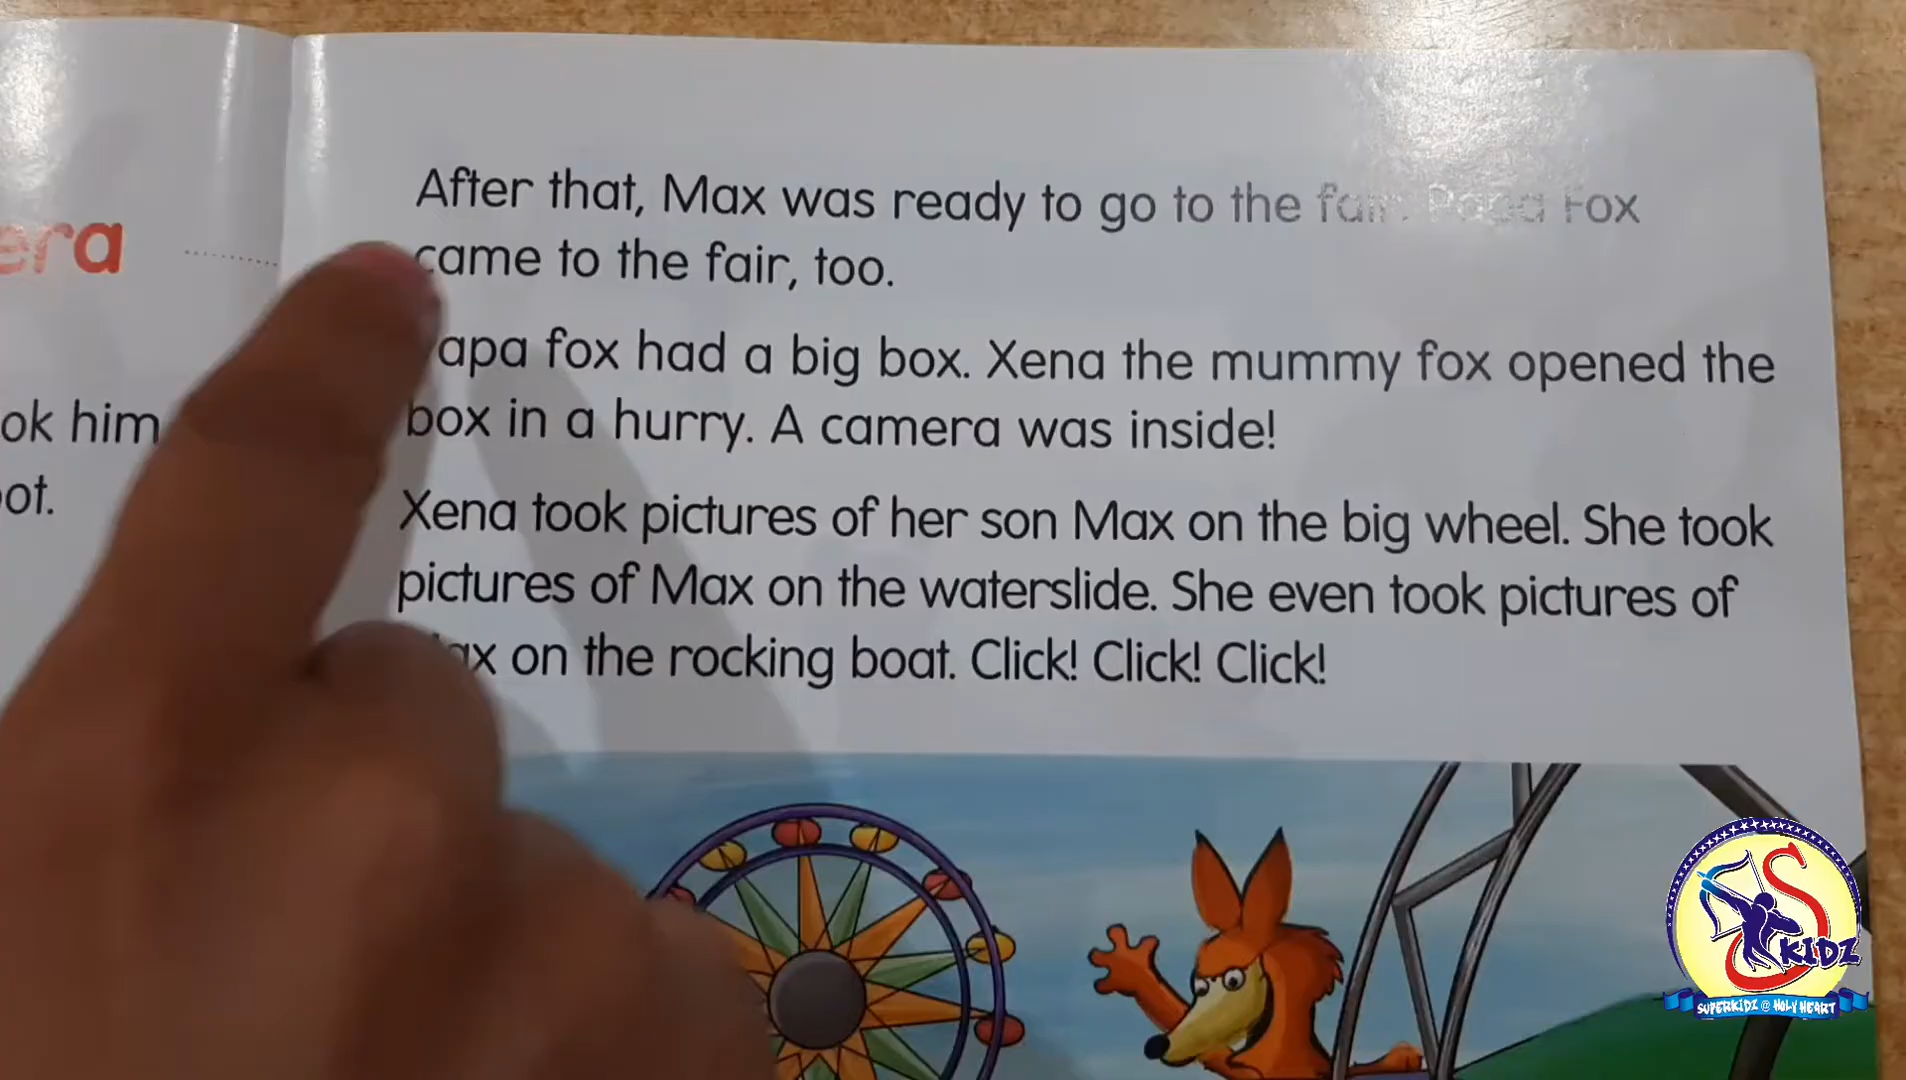 era
ok him
ot.
After that, Max was ready to go to the fair. Papa Fox
came to the fair, too.
Papa fox had a big box. Xena the mummy fox opened the
box in a hurry. A camera was inside!
Xena took pictures of her son Max on the big wheel. She took
pictures of Max on the waterslide. She even took pictures of
Max on the rocking boat. Click! Click! Click!
S
KIDZ
SUPERKIDZ @ HOLY HEART